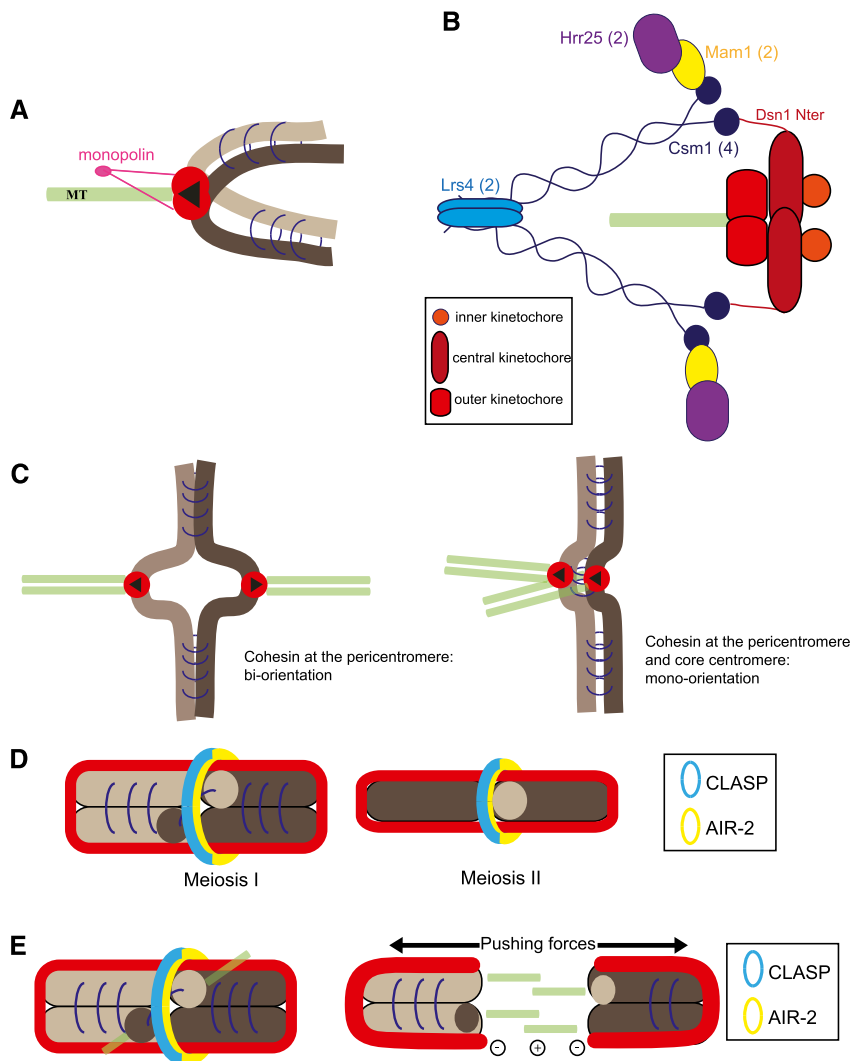 A
monopolin
MT
B
Hrr25 (2)
Mam1 (2)
Dsn1 Nter
Csm1 (4)
Lrs4 (2)
inner kinetochore
central kinetochore
outer kinetochore
C
Cohesin at the pericentromere:
bi-orientation
Cohesin at the pericentromere
and core centromere:
mono-orientation
D
CLASP
AIR-2
Meiosis I
Meiosis II
E
Pushing forces
CLASP
AIR-2
- + -